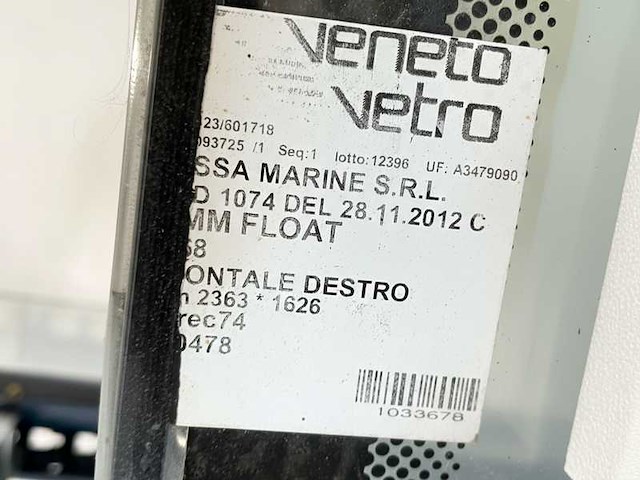 veneto
vetro
23/601718
093725 /1 Seq:1 lotto:12396 UF: A3479090
SSA MARINE S.R.L.
D 1074 DEL 28.11.2012 C
MM FLOAT
68
ONTALE DESTRO
2363 * 1626
rec74
0478
1033678